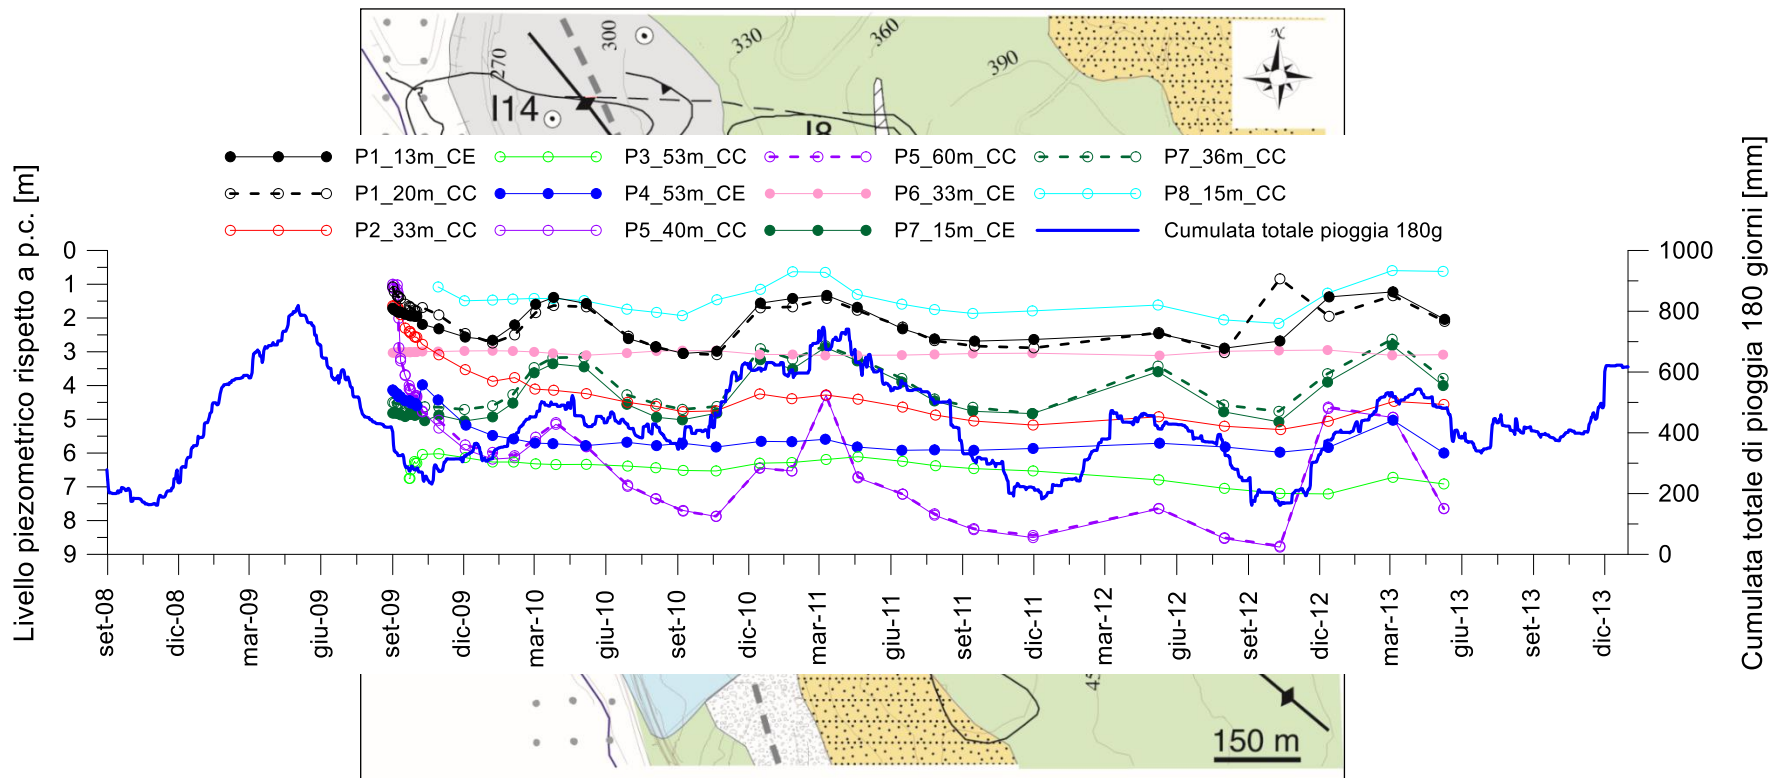 N
270
300
330
360
390
I14
I8
P1_13m_CE
P3_53m_CC
P5_60m_CC
P7_36m_CC
P1_20m_CC
P4_53m_CE
P6_33m_CE
P8_15m_CC
P2_33m_CC
P5_40m_CC
P7_15m_CE
Cumulata totale pioggia 180g
Livello piezometrico rispetto a p.c. [m]
0
1
2
3
4
5
6
7
8
9
1000
800
600
400
200
0
Cumulata totale di pioggia 180 giorni [mm]
set-08
dic-08
mar-09
giu-09
set-09
dic-09
mar-10
giu-10
set-10
dic-10
mar-11
giu-11
set-11
dic-11
mar-12
giu-12
set-12
dic-12
mar-13
giu-13
set-13
dic-13
150 m